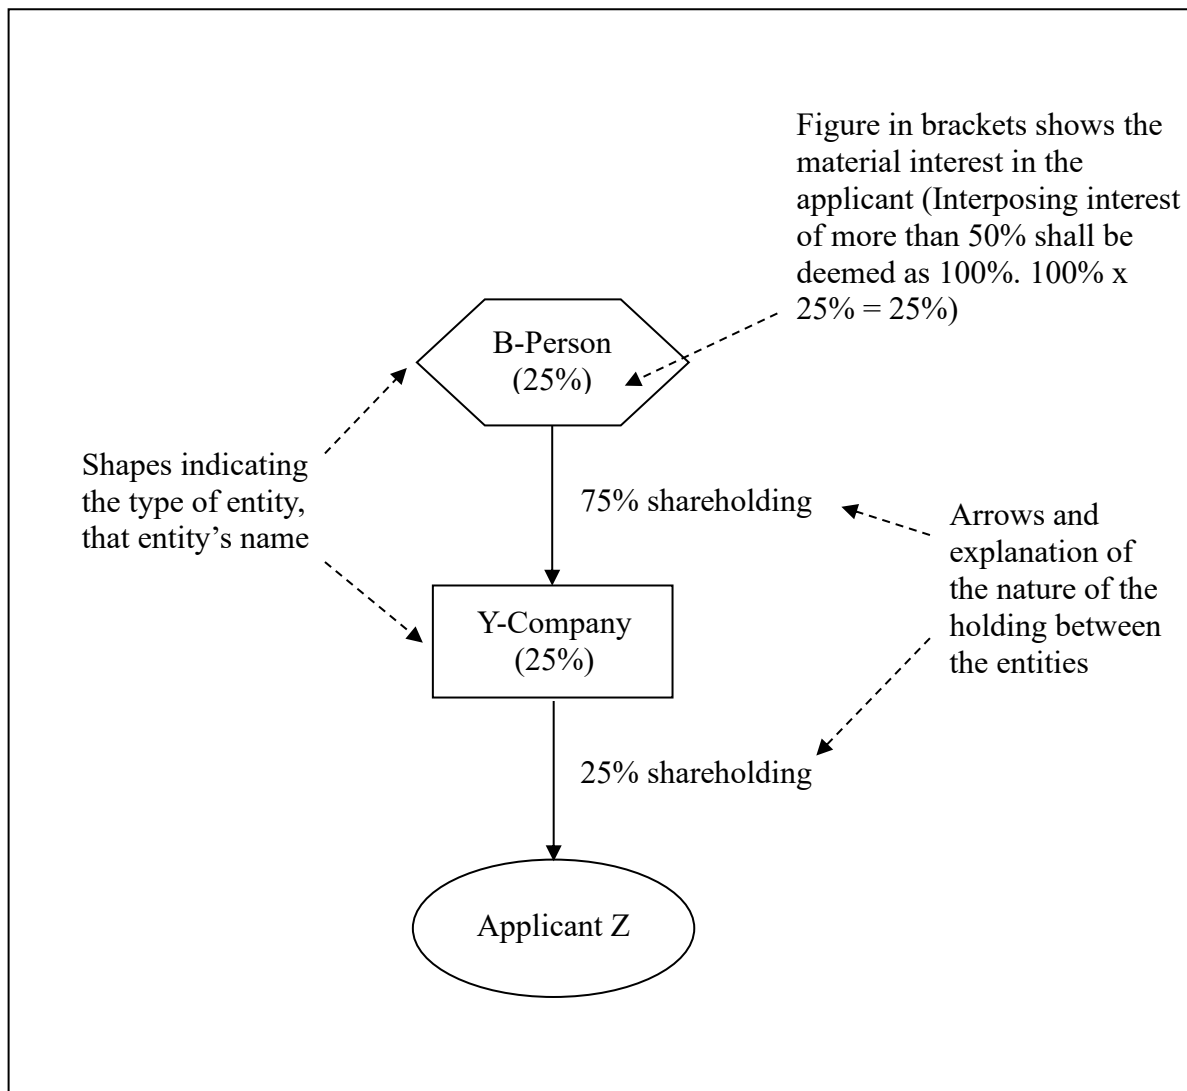 Figure in brackets shows the
material interest in the
applicant (Interposing interest
of more than 50% shall be
deemed as 100%. 100% x
25% = 25%)
B-Person
(25%)
Shapes indicating
the type of entity,
that entity’s name
75% shareholding
Arrows and
explanation of
the nature of the
holding between
the entities
Y-Company
(25%)
25% shareholding
Applicant Z